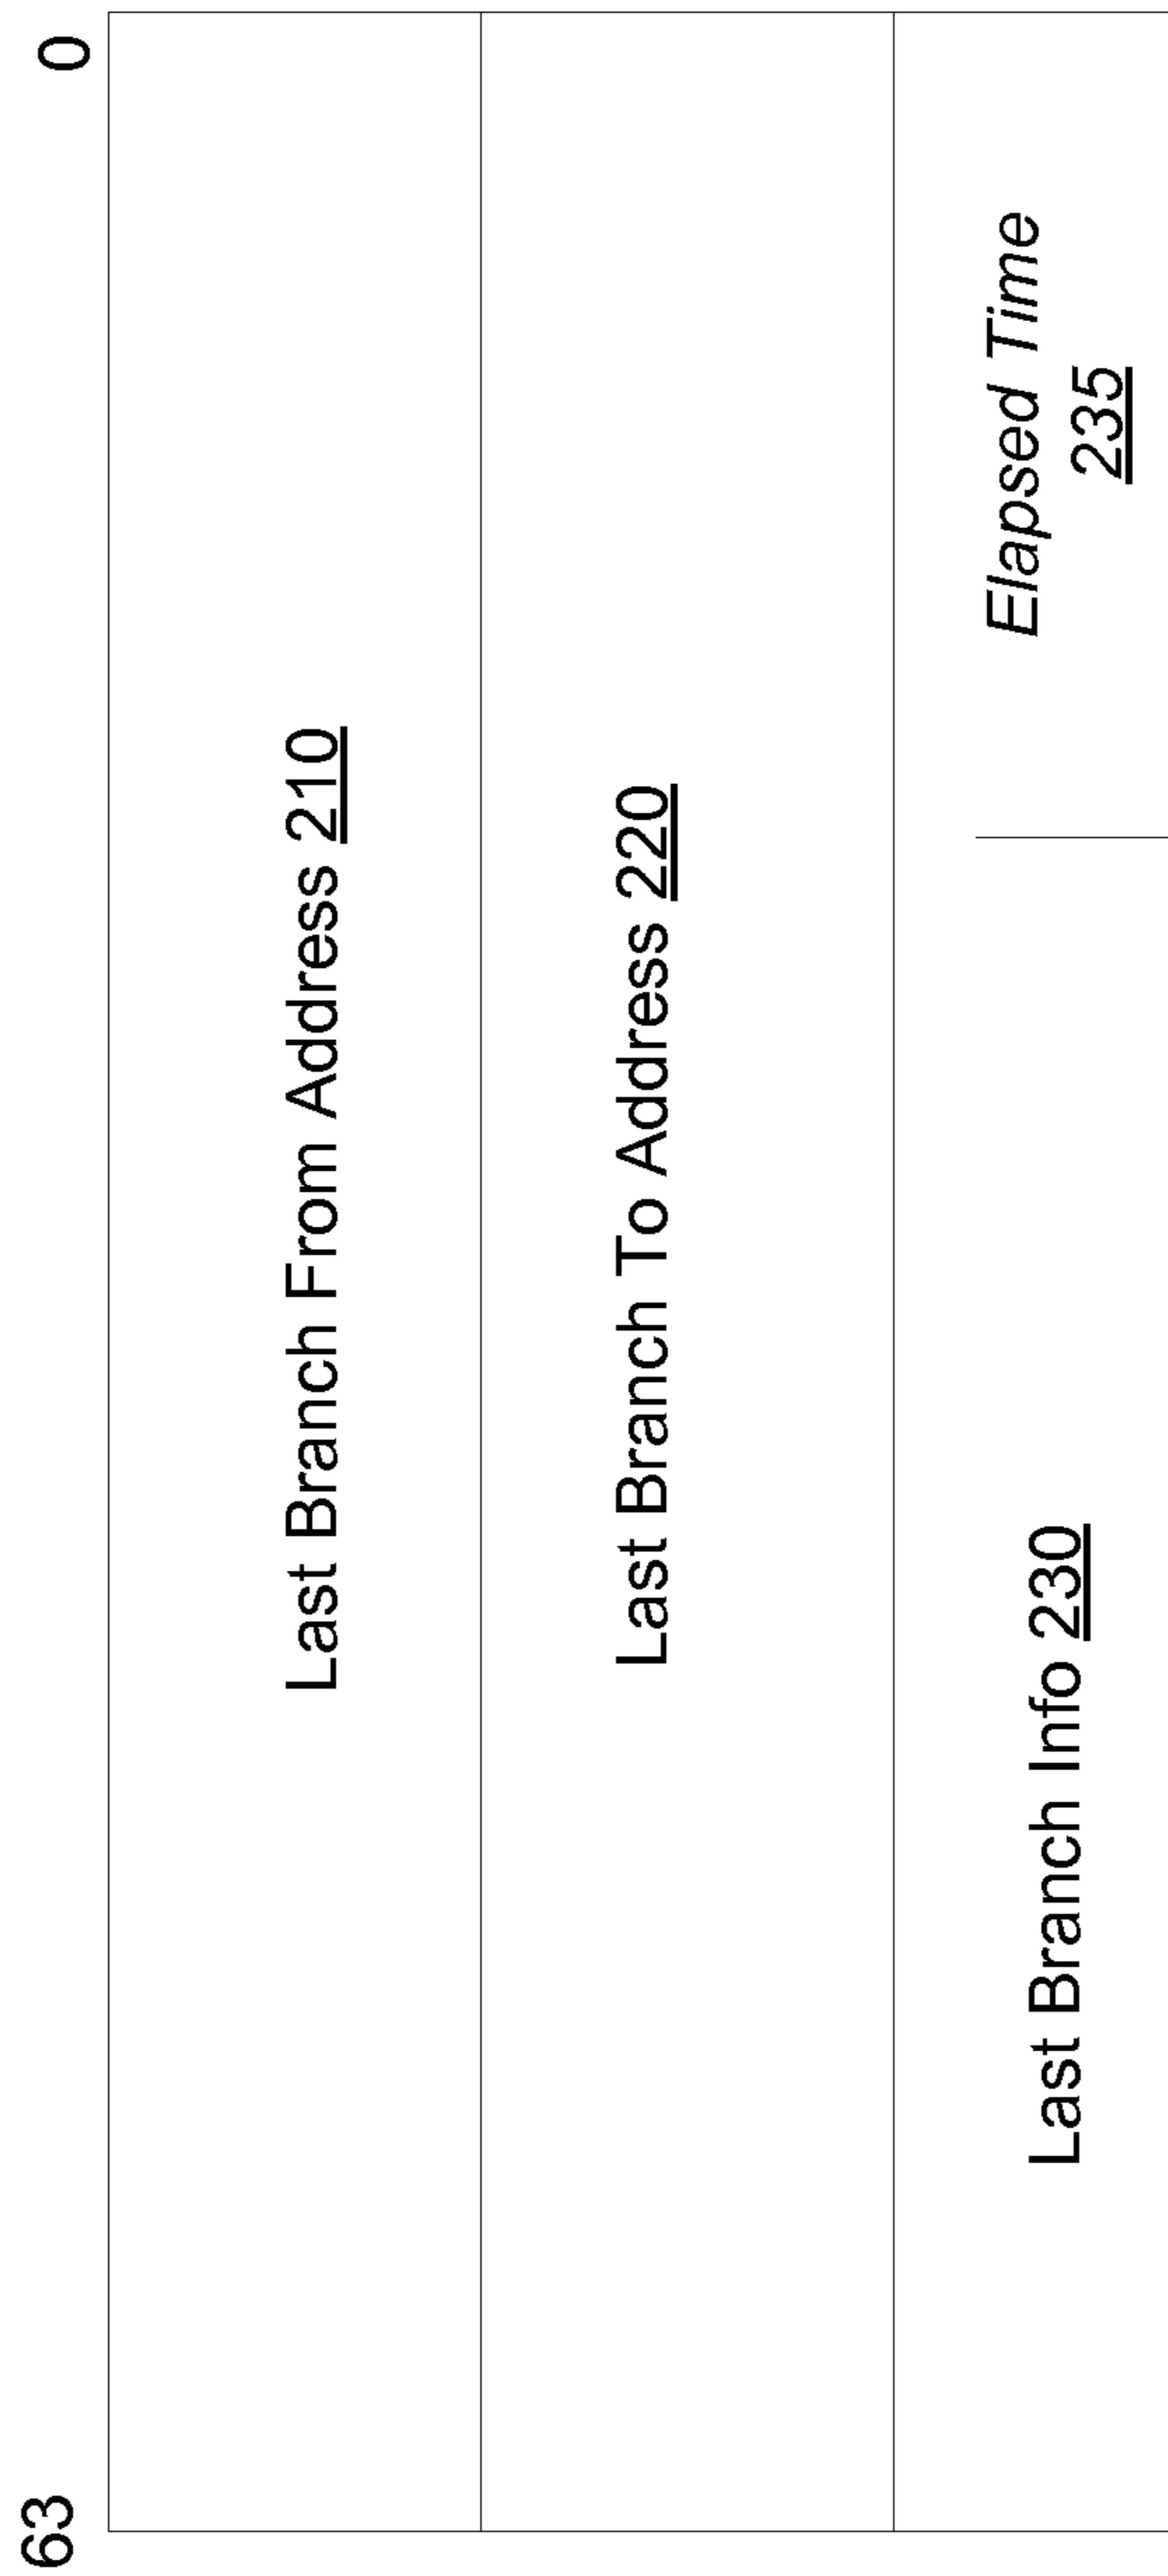 63 0
Last Branch From Address 210
Last Branch To Address 220
Last Branch Info 230
Elapsed Time
235